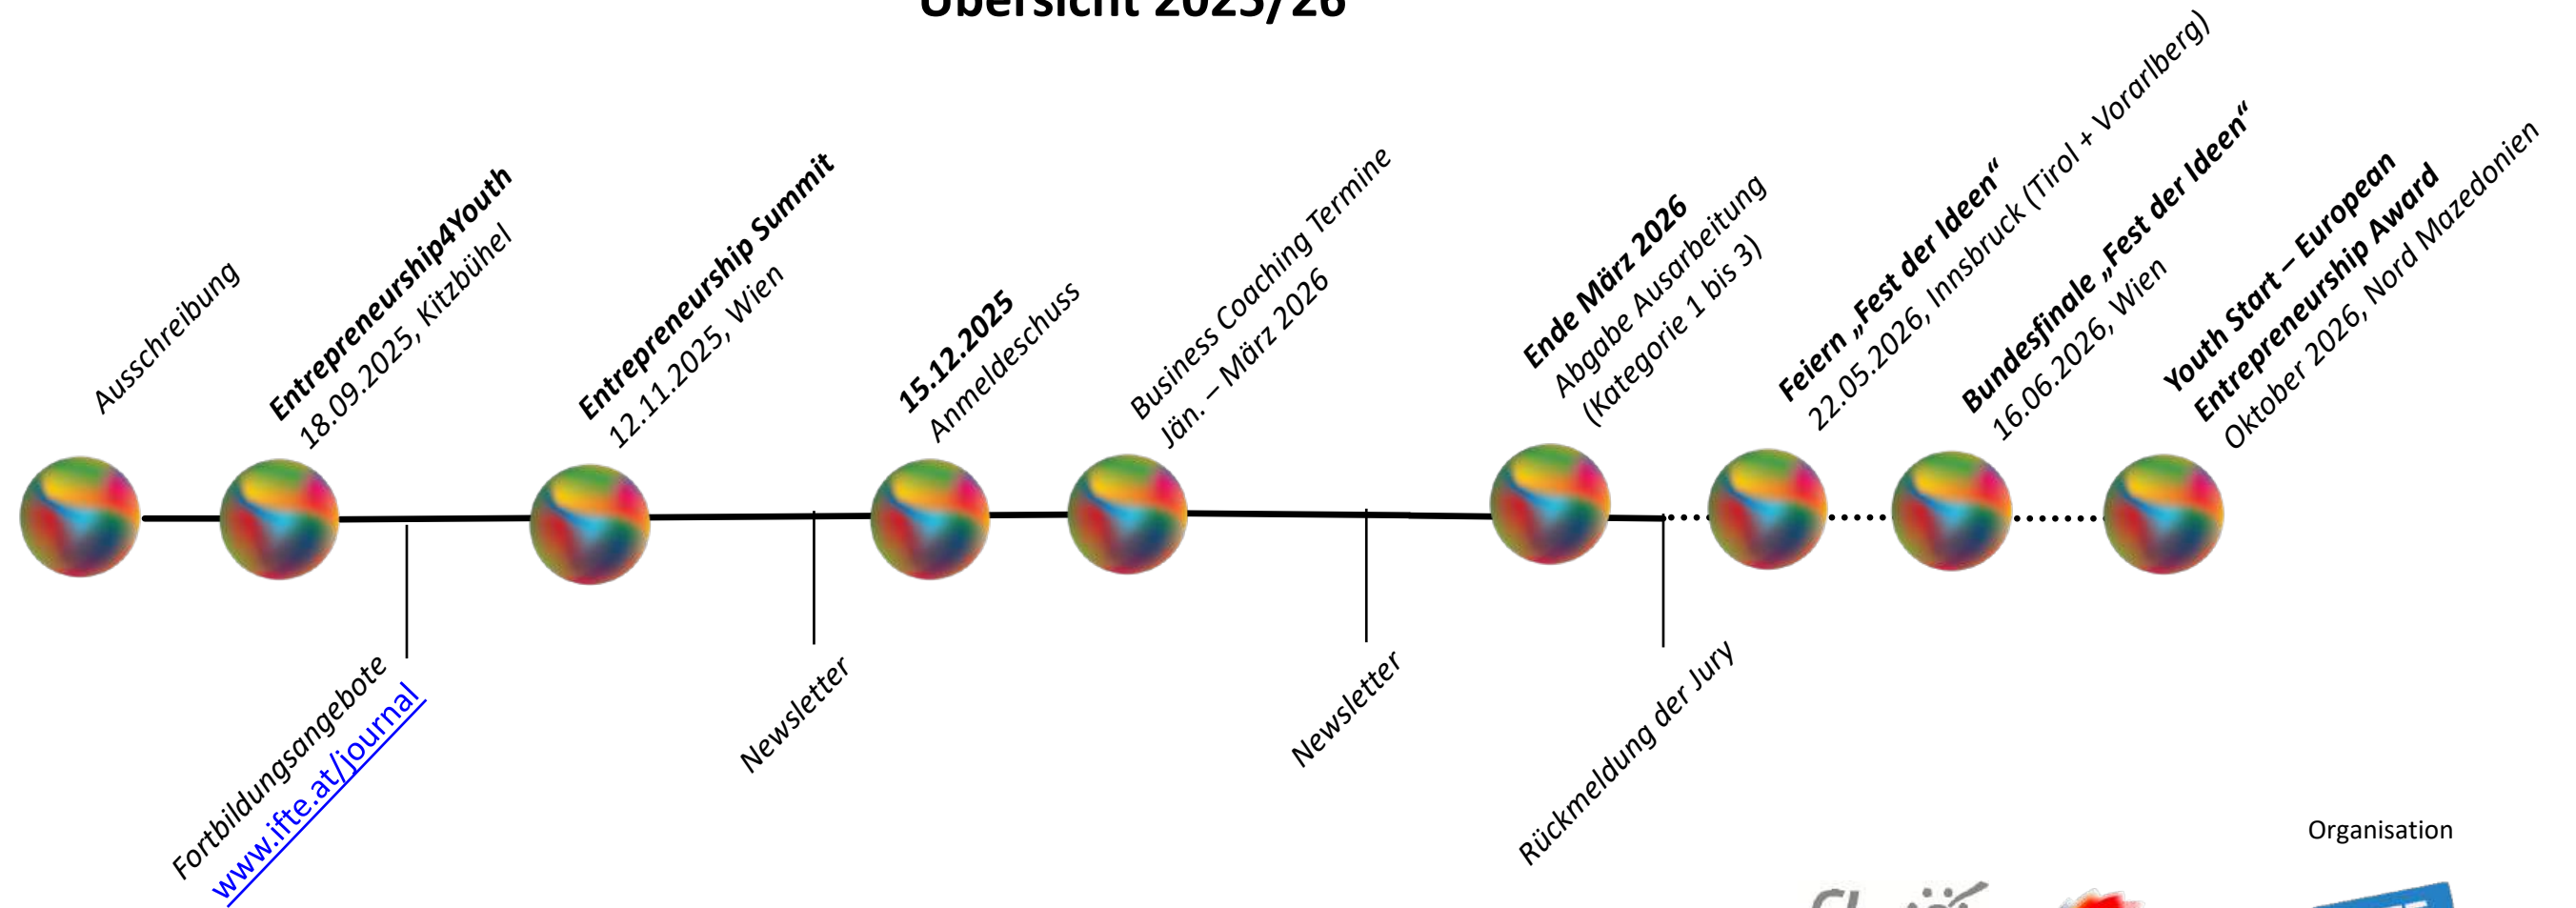 Übersicht 2025/26
Ausschreibung
Entrepreneurship4Youth
18.09.2025, Kitzbühel
Entrepreneurship Summit
12.11.2025, Wien
15.12.2025
Anmeldeschuss
Business Coaching Termine
Jän. – März 2026
Ende März 2026
Abgabe Ausarbeitung
(Kategorie 1 bis 3)
Feiern „Fest der Ideen“
22.05.2026, Innsbruck (Tirol + Vorarlberg)
Bundesfinale „Fest der Ideen“
16.06.2026, Wien
Youth Start – European
Entrepreneurship Award
Oktober 2026, Nord Mazedonien
Fortbildungsangebote
www.ifte.at/journal
Newsletter
Newsletter
Rückmeldung der Jury
Organisation